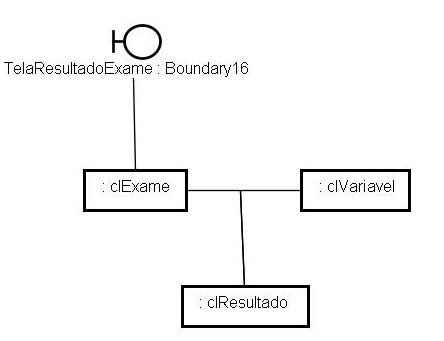 TelaResultadoExame : Boundary16
: clExame
: clVariavel
: clResultado